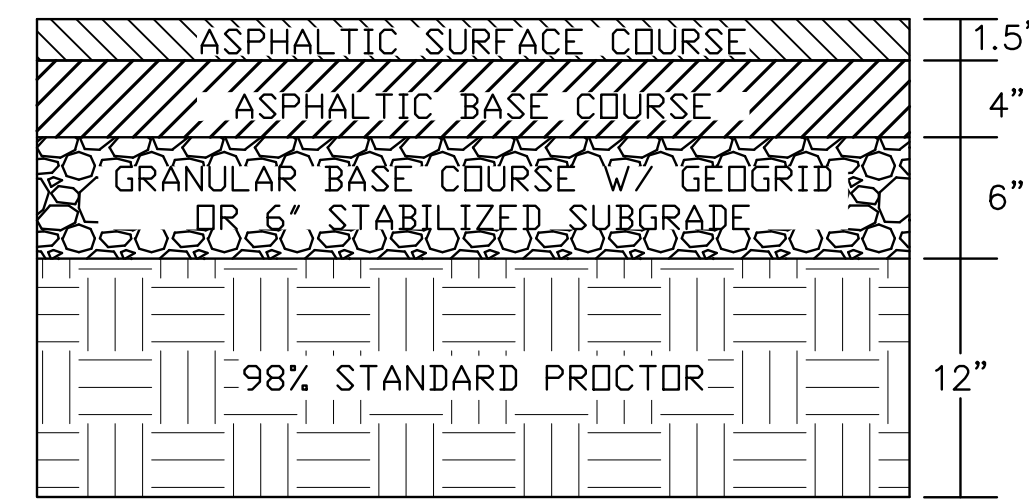 ASPHALTIC SURFACE COURSE
1.5"
ASPHALTIC BASE COURSE
4"
GRANULAR BASE COURSE W/ GEOGRID
OR 6" STABILIZED SUBGRADE
6"
98% STANDARD PROCTOR
12"